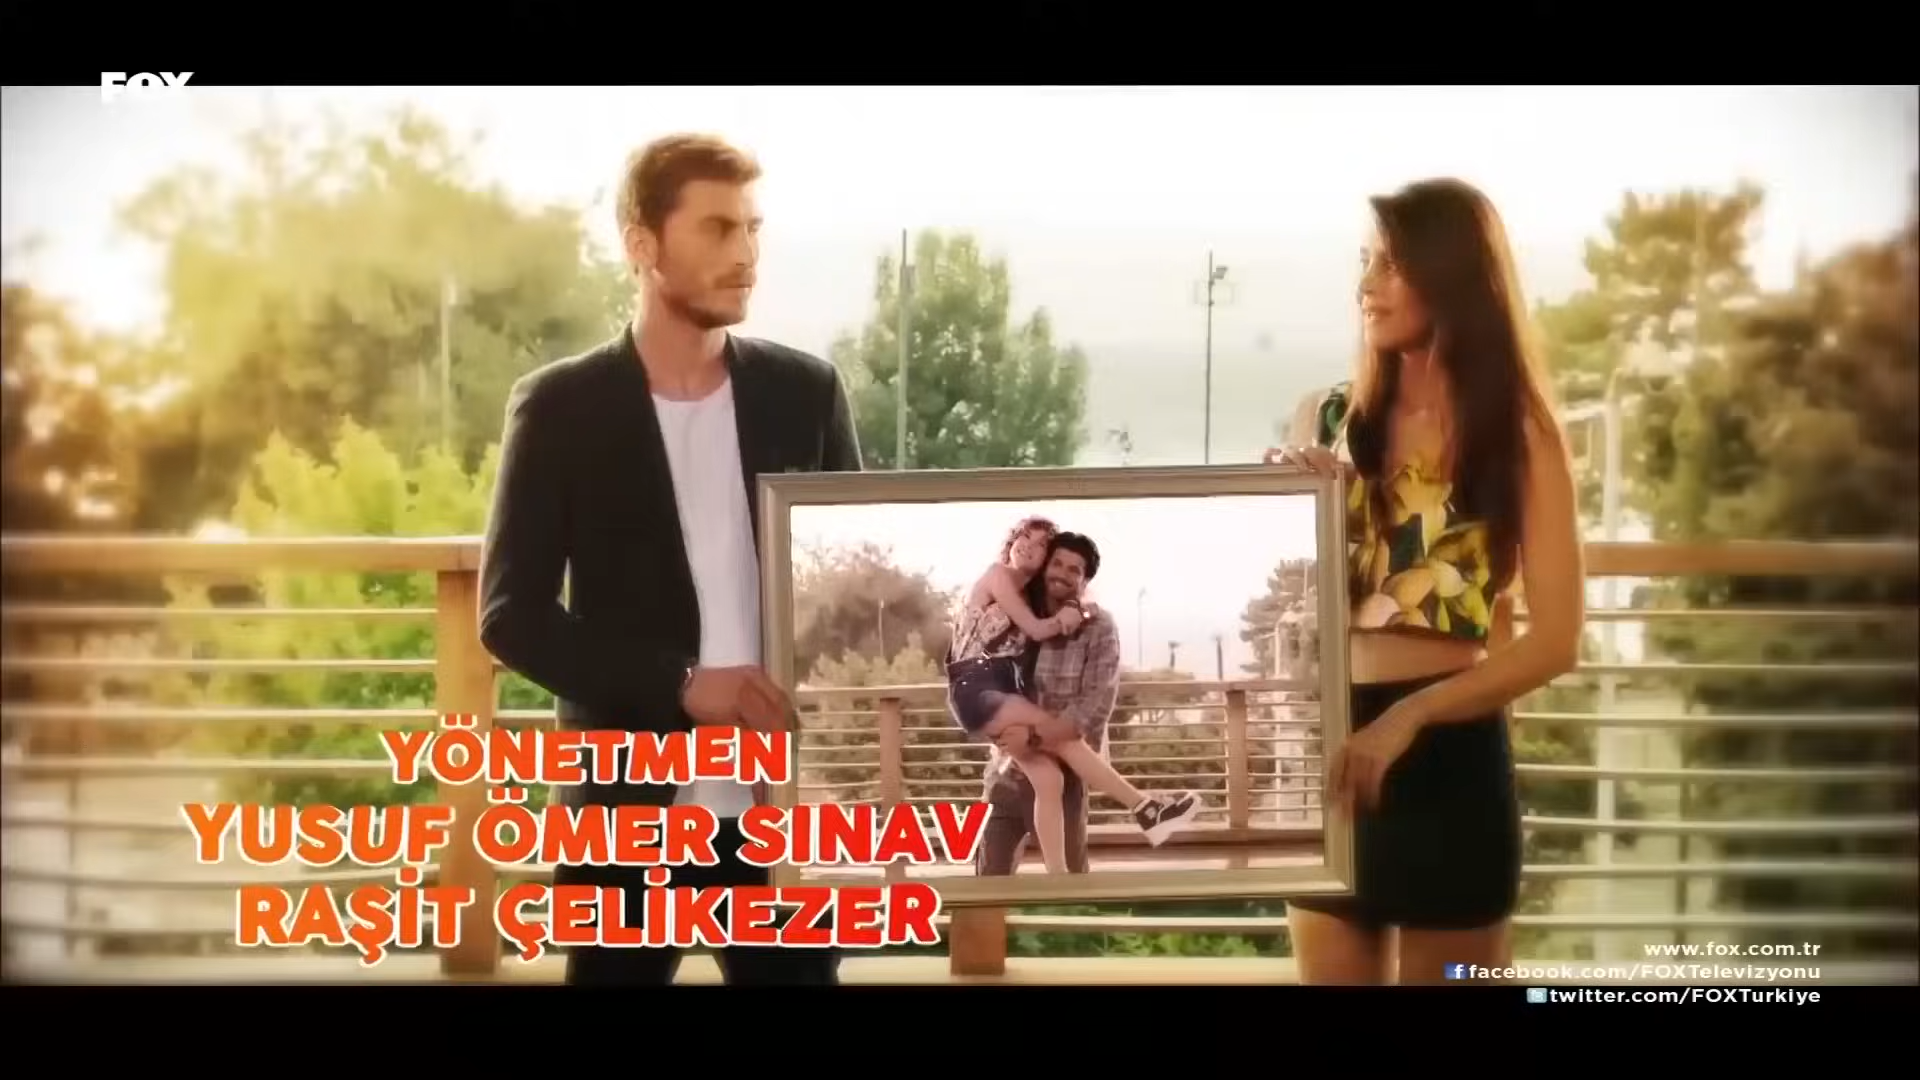 FOX
YÖNETMEN
YUSUF ÖMER SINAV
RAŞİT ÇELİKEZER
www.fox.com.tr
f facebook.com/FOXTelevizyonu
twitter.com/FOXTurkiye